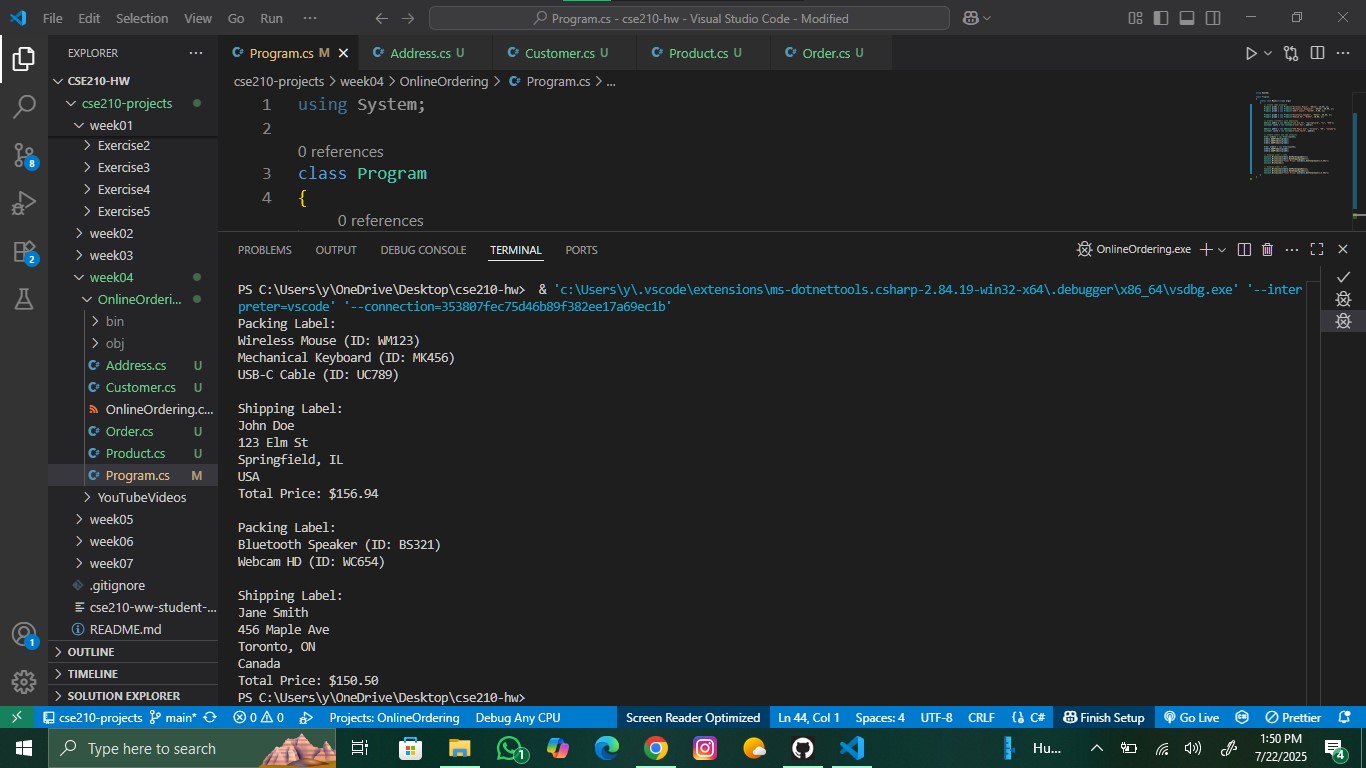 File Edit Selection View Go Run ···
Program.cs - cse210-hw - Visual Studio Code - Modified
EXPLORER
CSE210-HW
cse210-projects
week01
Exercise2
Exercise3
Exercise4
Exercise5
week02
week03
week04
OnlineOrderi...
bin
obj
Address.cs U
Customer.cs U
OnlineOrdering.c...
Order.cs U
Product.cs U
Program.cs M
YouTubeVideos
week05
week06
week07
.gitignore
cse210-ww-student-...
README.md
OUTLINE
TIMELINE
SOLUTION EXPLORER
8
2
1
Program.cs M
Address.cs U
Customer.cs U
Product.cs U
Order.cs U
cse210-projects > week04 > OnlineOrdering > Program.cs > ...
1 using System;
2
0 references
3 class Program
4 {
0 references
PROBLEMS OUTPUT DEBUG CONSOLE TERMINAL PORTS
OnlineOrdering.exe
PS C:\Users\y\OneDrive\Desktop\cse210-hw>  & 'c:\Users\y\.vscode\extensions\ms-dotnettools.csharp-2.84.19-win32-x64\.debugger\x86_64\vsdbg.exe' '--inter
preter=vscode' '--connection=353807fec75d46b89f382ee17a69ec1b'
Packing Label:
Wireless Mouse (ID: WM123)
Mechanical Keyboard (ID: MK456)
USB-C Cable (ID: UC789)
Shipping Label:
John Doe
123 Elm St
Springfield, IL
USA
Total Price: $156.94
Packing Label:
Bluetooth Speaker (ID: BS321)
Webcam HD (ID: WC654)
Shipping Label:
Jane Smith
456 Maple Ave
Toronto, ON
Canada
Total Price: $150.50
PS C:\Users\y\OneDrive\Desktop\cse210-hw>
cse210-projects main* 0 0 Projects: OnlineOrdering Debug Any CPU Screen Reader Optimized Ln 44, Col 1 Spaces: 4 UTF-8 CRLF C# Finish Setup Go Live Prettier
Type here to search
1
Hu...
1:50 PM
7/22/2025
4